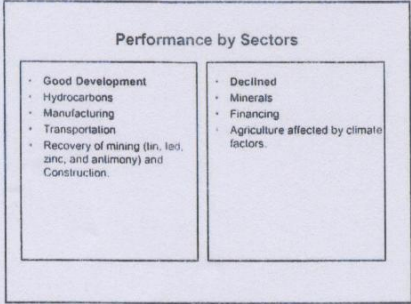 Performance by Sectors
· Good Development
· Hydrocarbons
· Manufacturing
· Transportation
· Recovery of mining (tin, led,
zinc, and antimony) and
Construction.
· Declined
· Minerals
· Financing
· Agriculture affected by climate
factors.